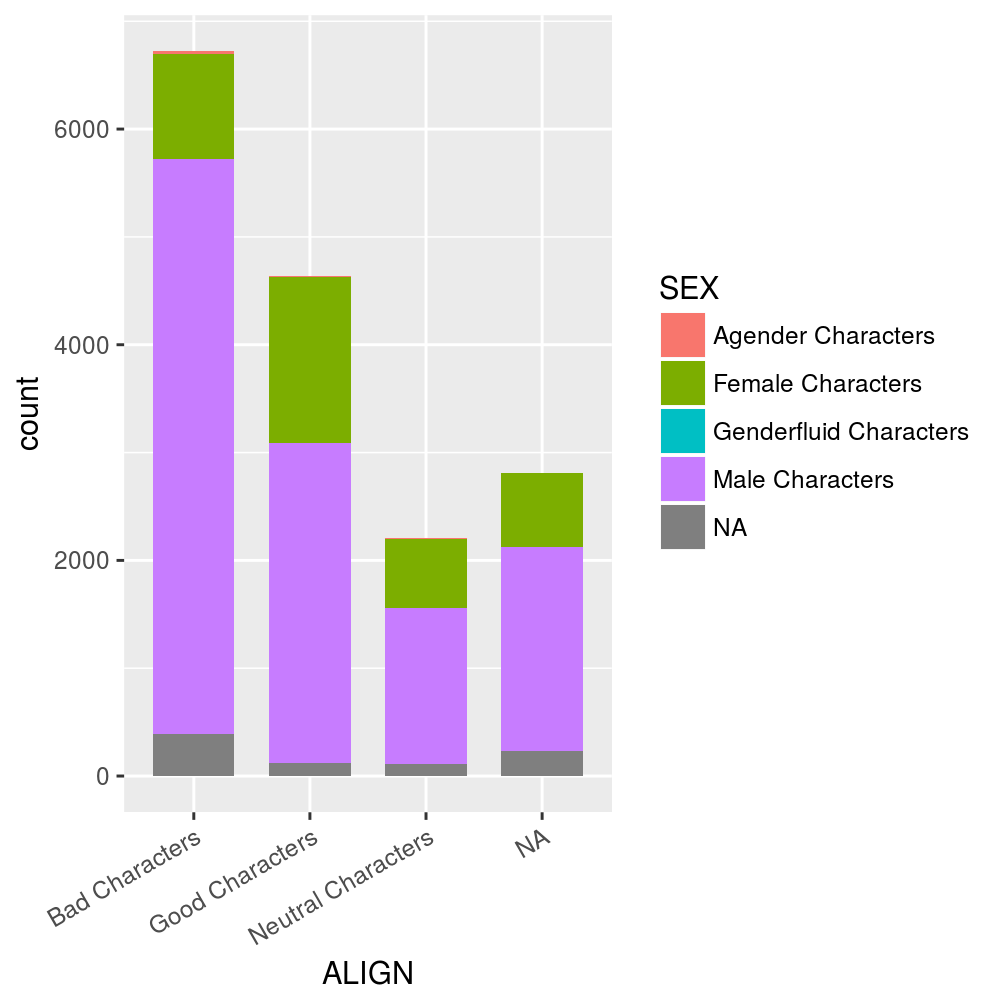 6000
4000
2000
0
count
Bad Characters
Good Characters
Neutral Characters
NA
ALIGN
SEX
Agender Characters
Female Characters
Genderfluid Characters
Male Characters
NA